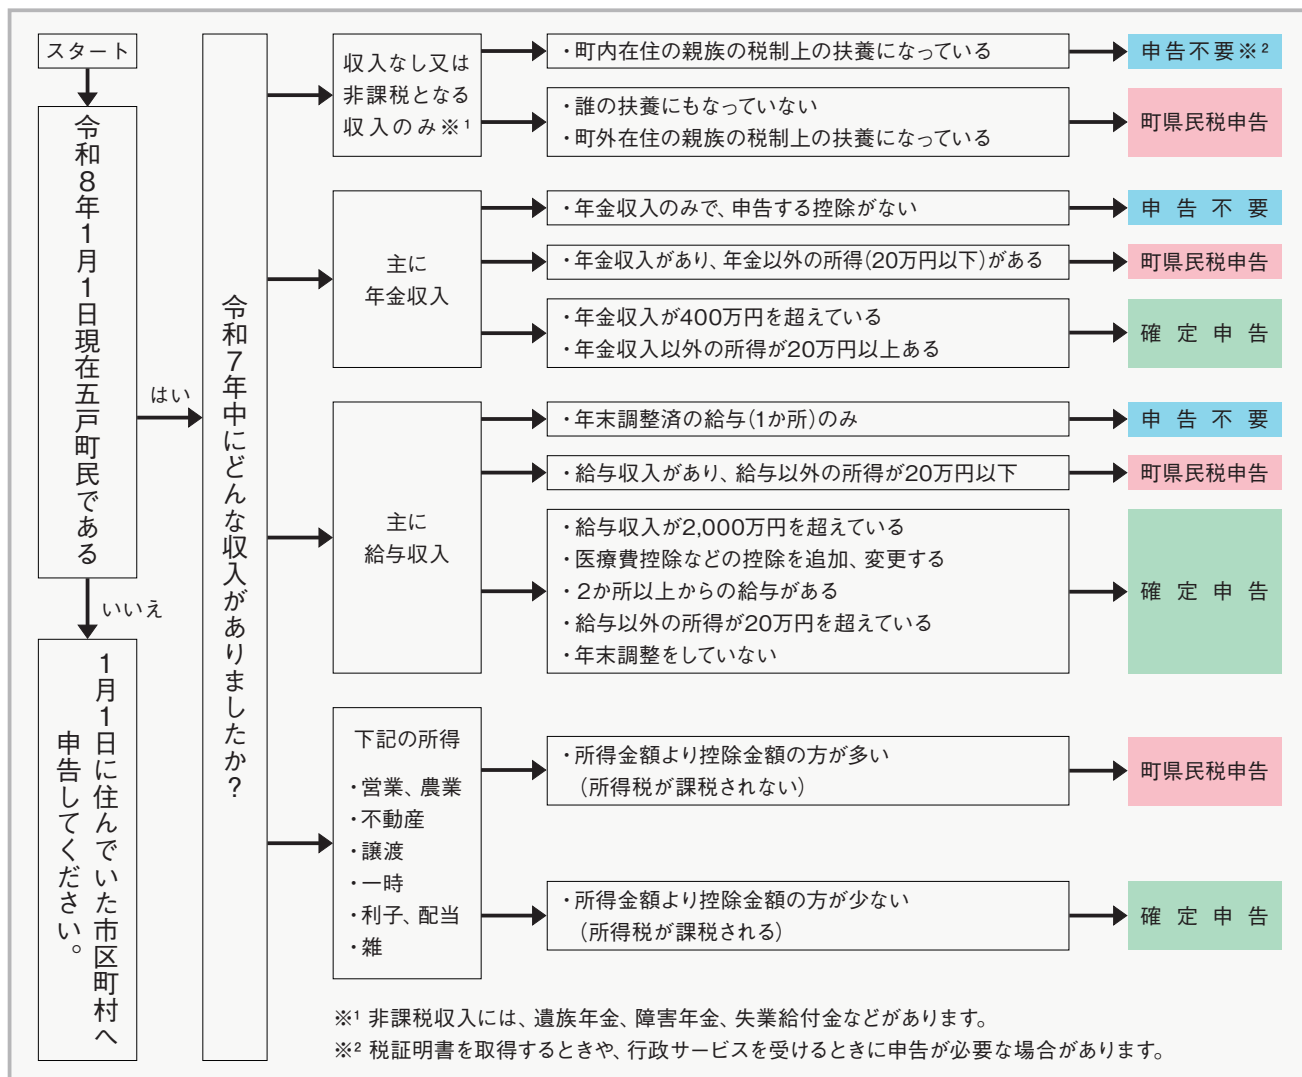 スタート
令和8年1月1日現在五戸町民である
はい
いいえ
1月1日に住んでいた市区町村へ
申告してください。
令和7年中にどんな収入がありましたか?
収入なし又は
非課税となる
収入のみ※¹
・町内在住の親族の税制上の扶養になっている
申告不要※²
・誰の扶養にもなっていない
・町外在住の親族の税制上の扶養になっている
町県民税申告
主に
年金収入
・年金収入のみで、申告する控除がない
申告不要
・年金収入があり、年金以外の所得(20万円以下)がある
町県民税申告
・年金収入が400万円を超えている
・年金収入以外の所得が20万円以上ある
確定申告
主に
給与収入
・年末調整済の給与(1か所)のみ
申告不要
・給与収入があり、給与以外の所得が20万円以下
町県民税申告
・給与収入が2,000万円を超えている
・医療費控除などの控除を追加、変更する
・2か所以上からの給与がある
・給与以外の所得が20万円を超えている
・年末調整をしていない
確定申告
下記の所得
・営業、農業
・不動産
・譲渡
・一時
・利子、配当
・雑
・所得金額より控除金額の方が多い
(所得税が課税されない)
町県民税申告
・所得金額より控除金額の方が少ない
(所得税が課税される)
確定申告
※¹ 非課税収入には、遺族年金、障害年金、失業給付金などがあります。
※² 税証明書を取得するときや、行政サービスを受けるときに申告が必要な場合があります。